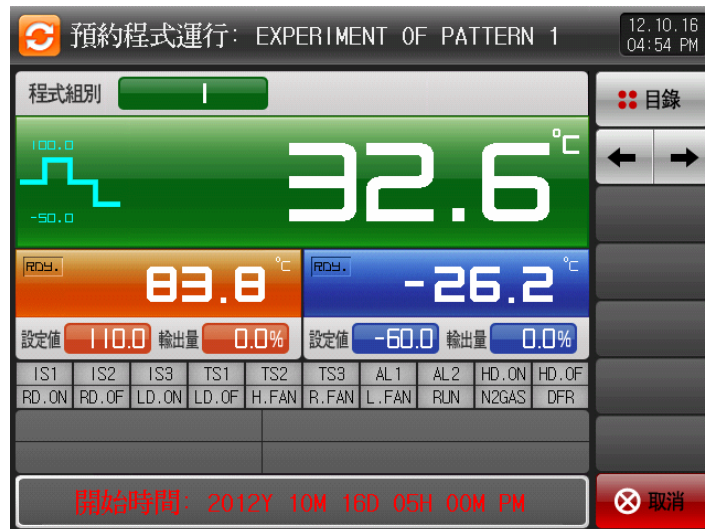 預約程式運行: EXPERIMENT OF PATTERN 1
12.10.16
04:54 PM
程式組別 1
目錄
100.0
-50.0
32.6 °C
RDY. 83.8 °C
RDY. -26.2 °C
設定値 110.0 輸出量 0.0%
設定値 -60.0 輸出量 0.0%
IS1 IS2 IS3 TS1 TS2 TS3 AL1 AL2 HD.ON HD.OF
RD.ON RD.OF LD.ON LD.OF H.FAN R.FAN L.FAN RUN N2GAS DFR
開始時間: 2012Y 10M 16D 05H 00M PM
取消